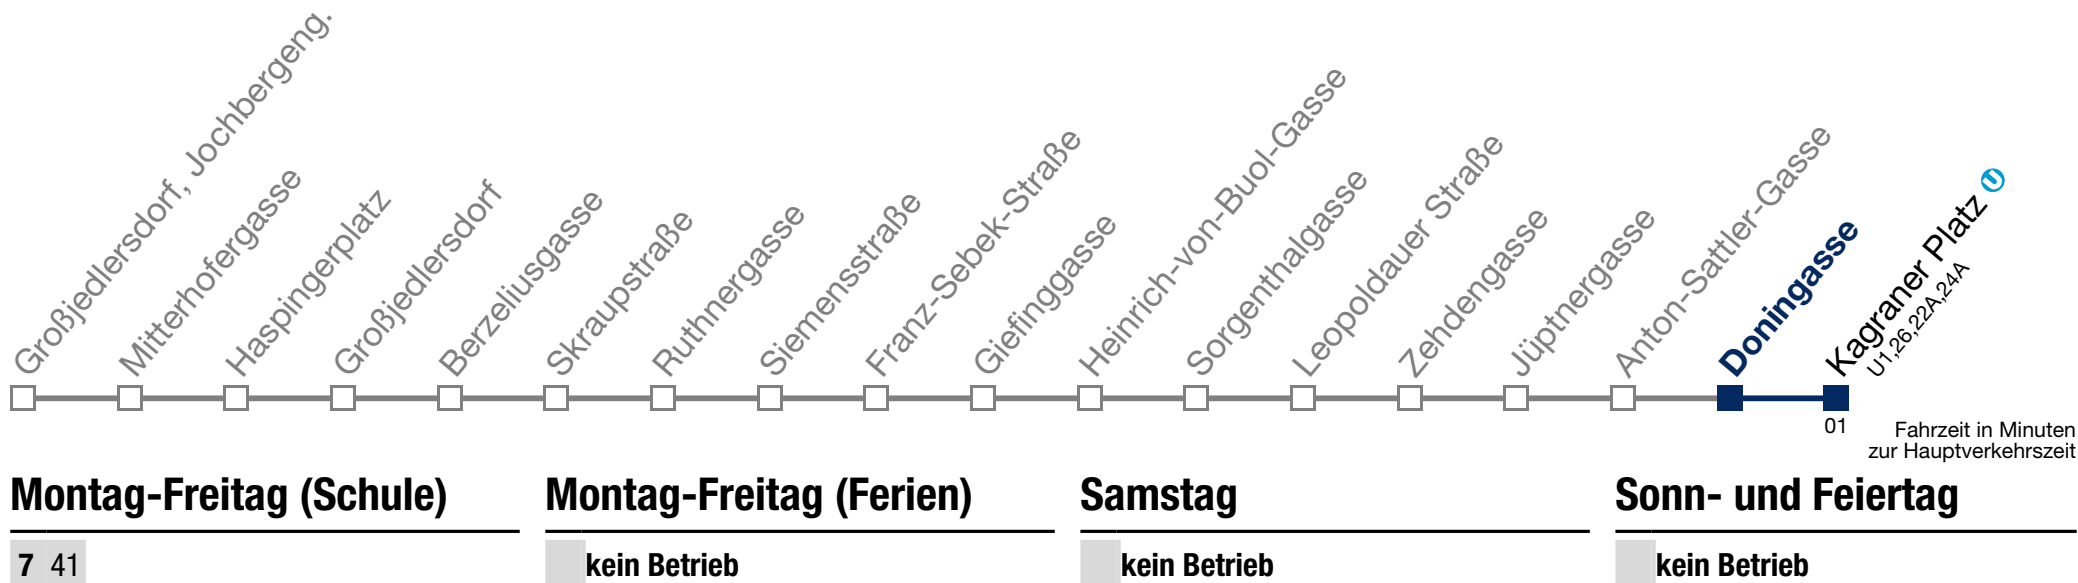 Großjedlersdorf, Jochbergeng.
Mitterhofergasse
Haspingerplatz
Großjedlersdorf
Berzeliusgasse
Skraupstraße
Ruthnergasse
Siemensstraße
Franz-Sebek-Straße
Giefinggasse
Heinrich-von-Buol-Gasse
Sorgenthalgasse
Leopoldauer Straße
Zehdengasse
Jüptnergasse
Anton-Sattler-Gasse
Doningasse
Kagraner Platz U
U1,26,22A,24A
01
Fahrzeit in Minuten
zur Hauptverkehrszeit
Montag-Freitag (Schule)
7 41
Montag-Freitag (Ferien)
kein Betrieb
Samstag
kein Betrieb
Sonn- und Feiertag
kein Betrieb